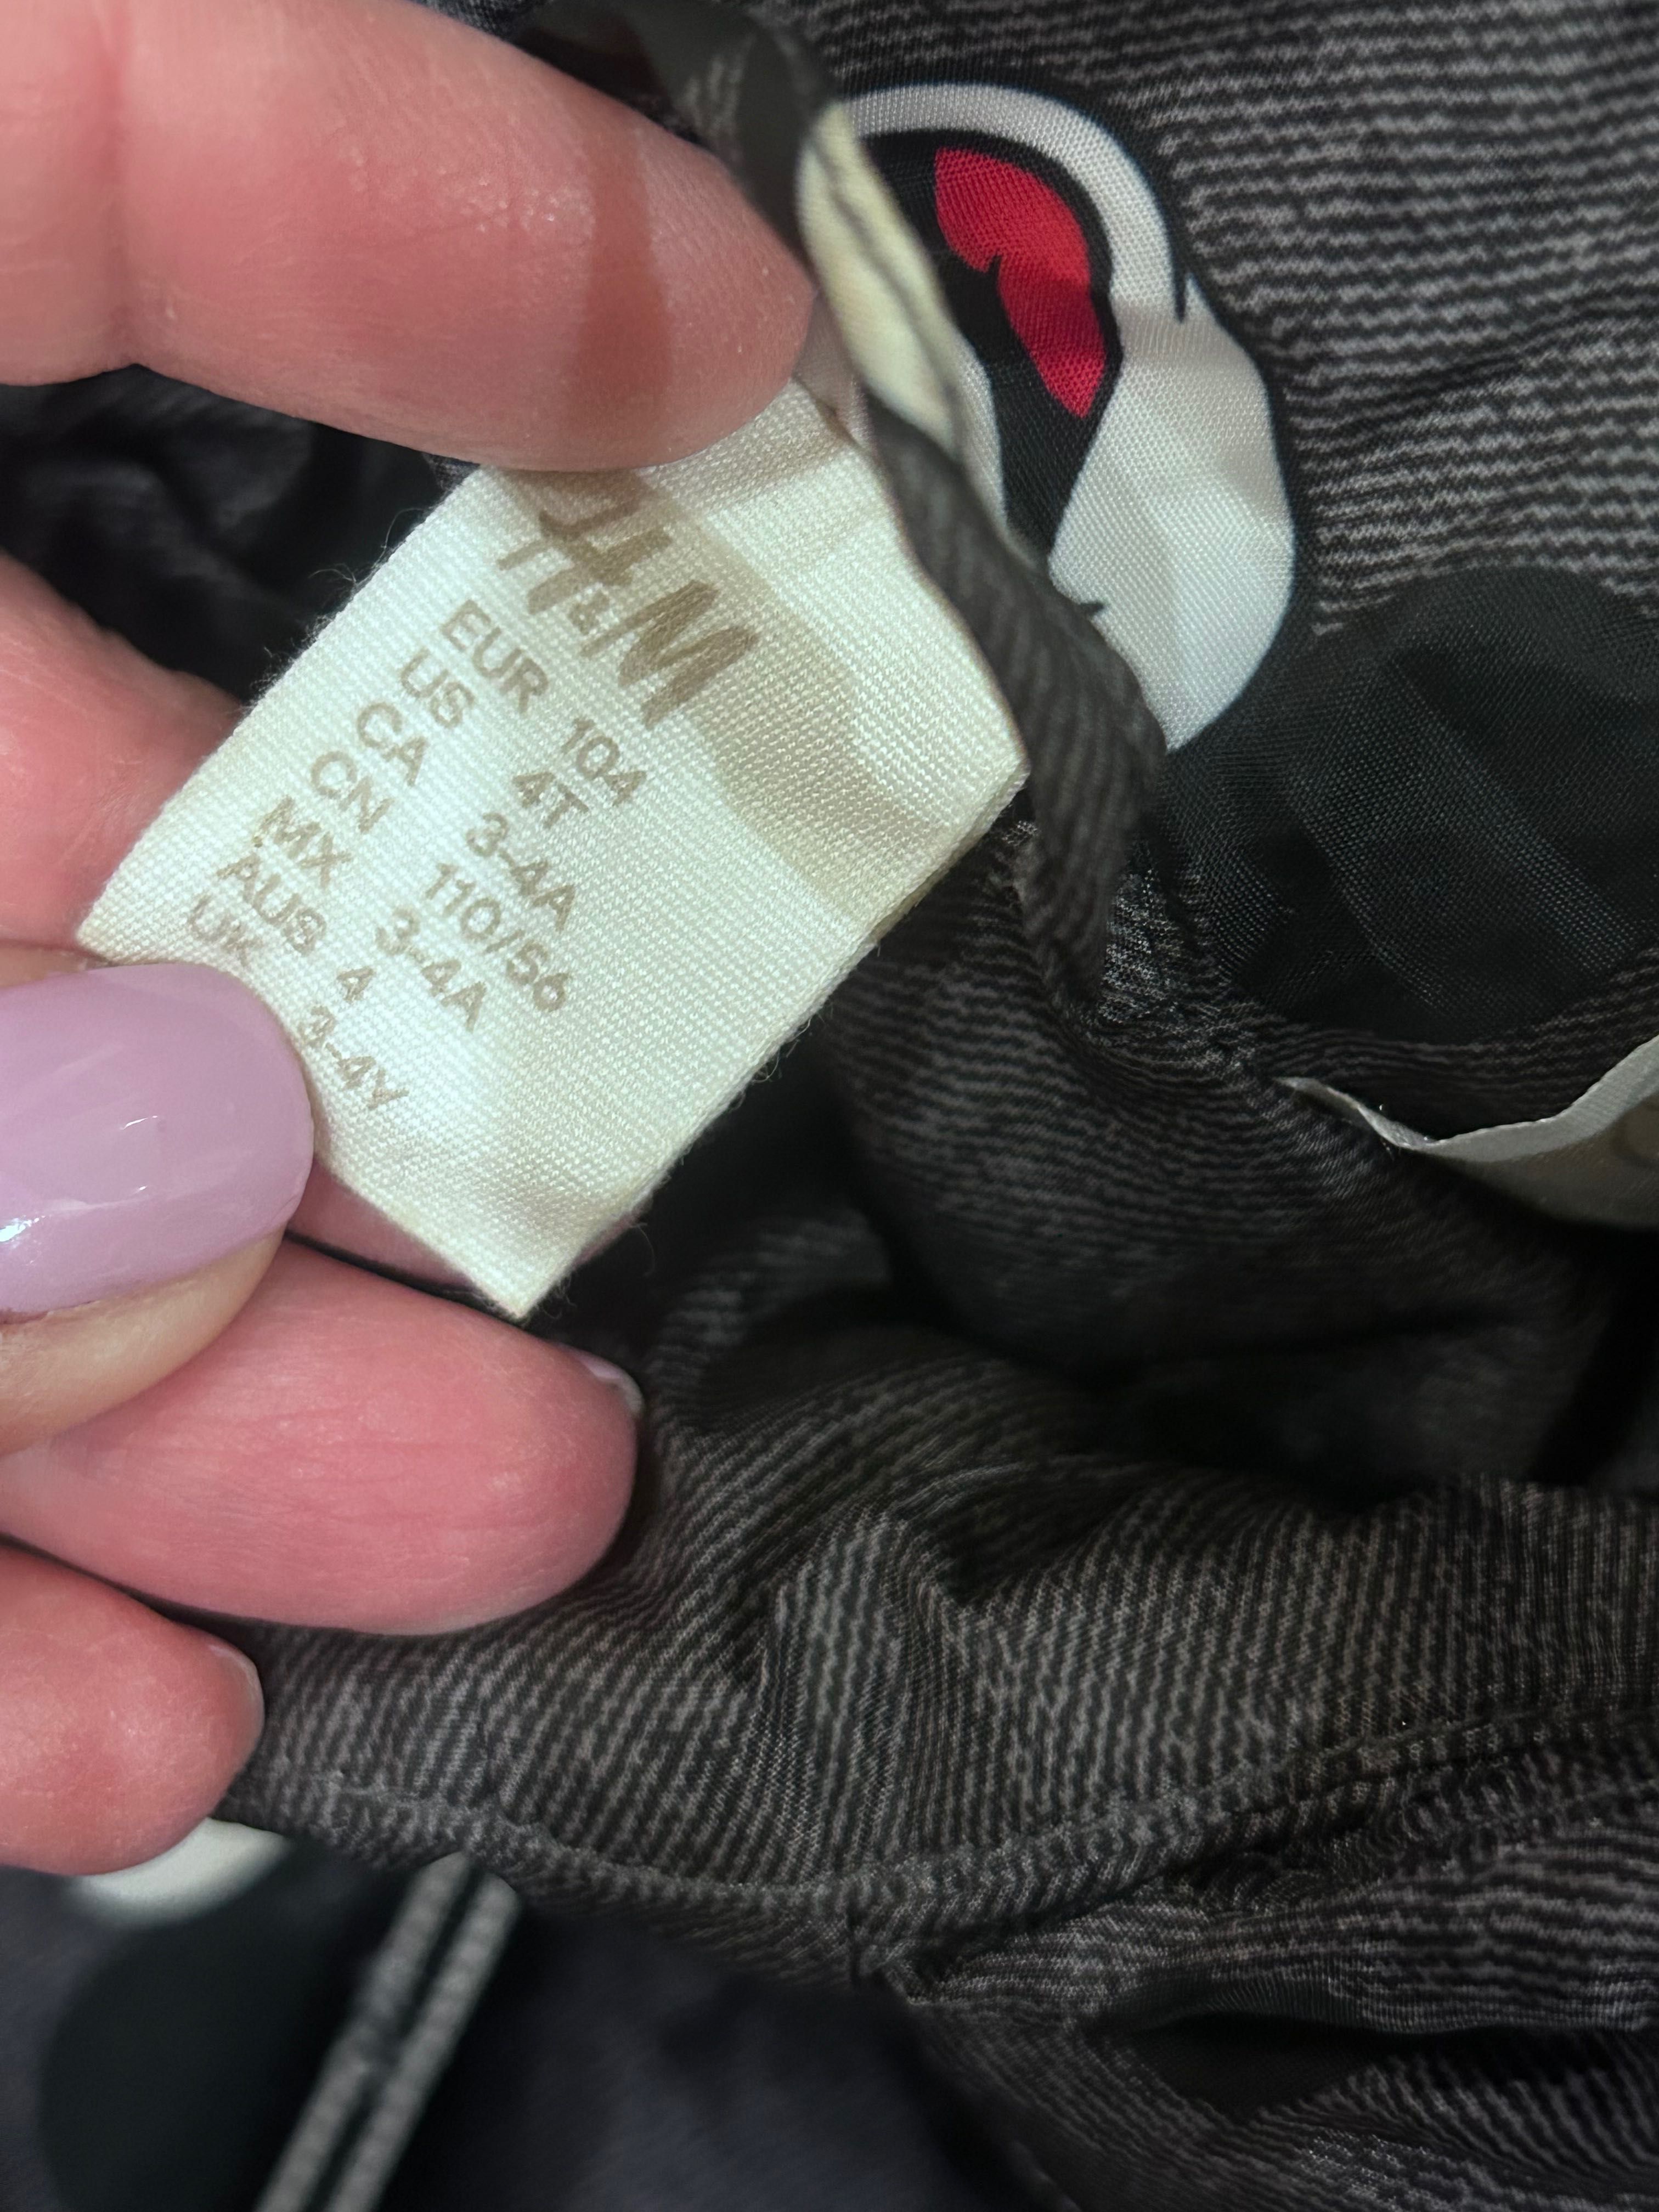 H&M
EUR 104
US 4T
CA 3-4A
CN 110/56
MX 3-4A
AUS 4
UK 3-4Y